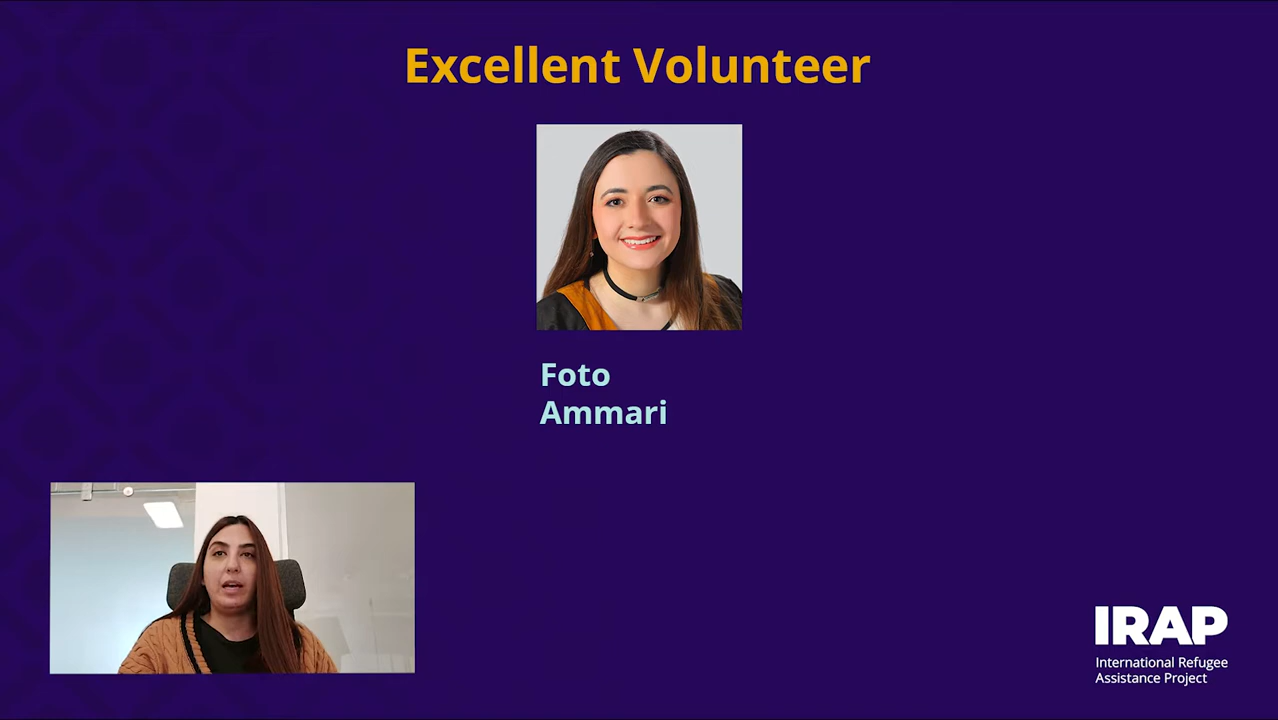 Excellent Volunteer
Foto
Ammari
IRAP
International Refugee
Assistance Project